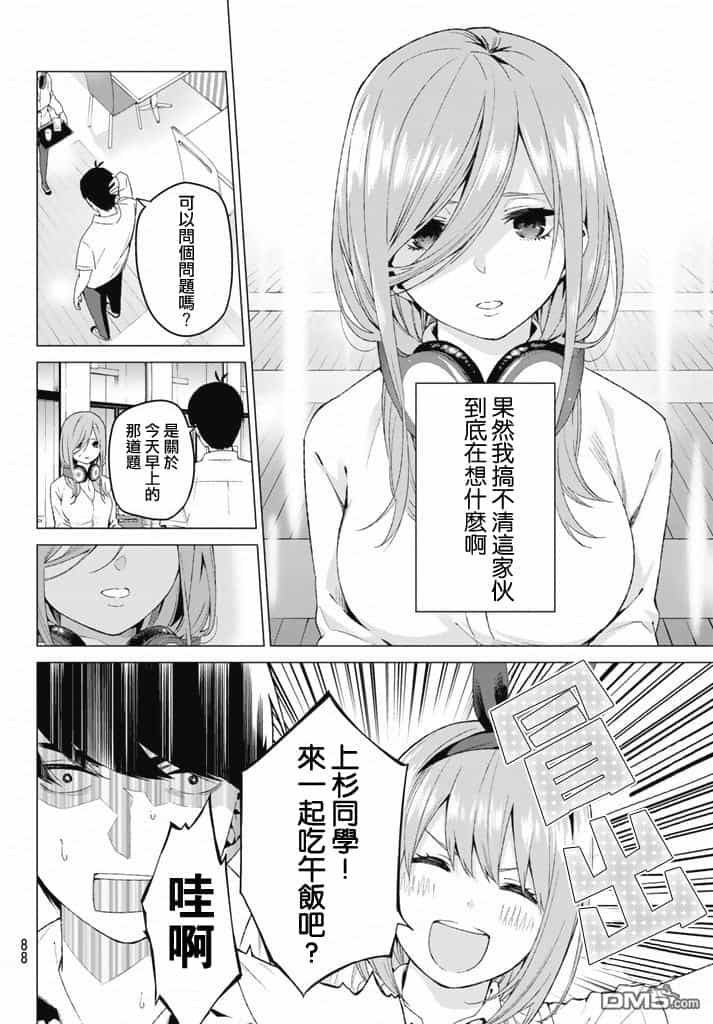 果然我搞不清這家伙
到底在想什麽啊
可以問個問題嗎？
是關於
今天早上的
那道題
冒出
上杉同學！
來一起吃午飯吧？
哇啊
88
DM5.com